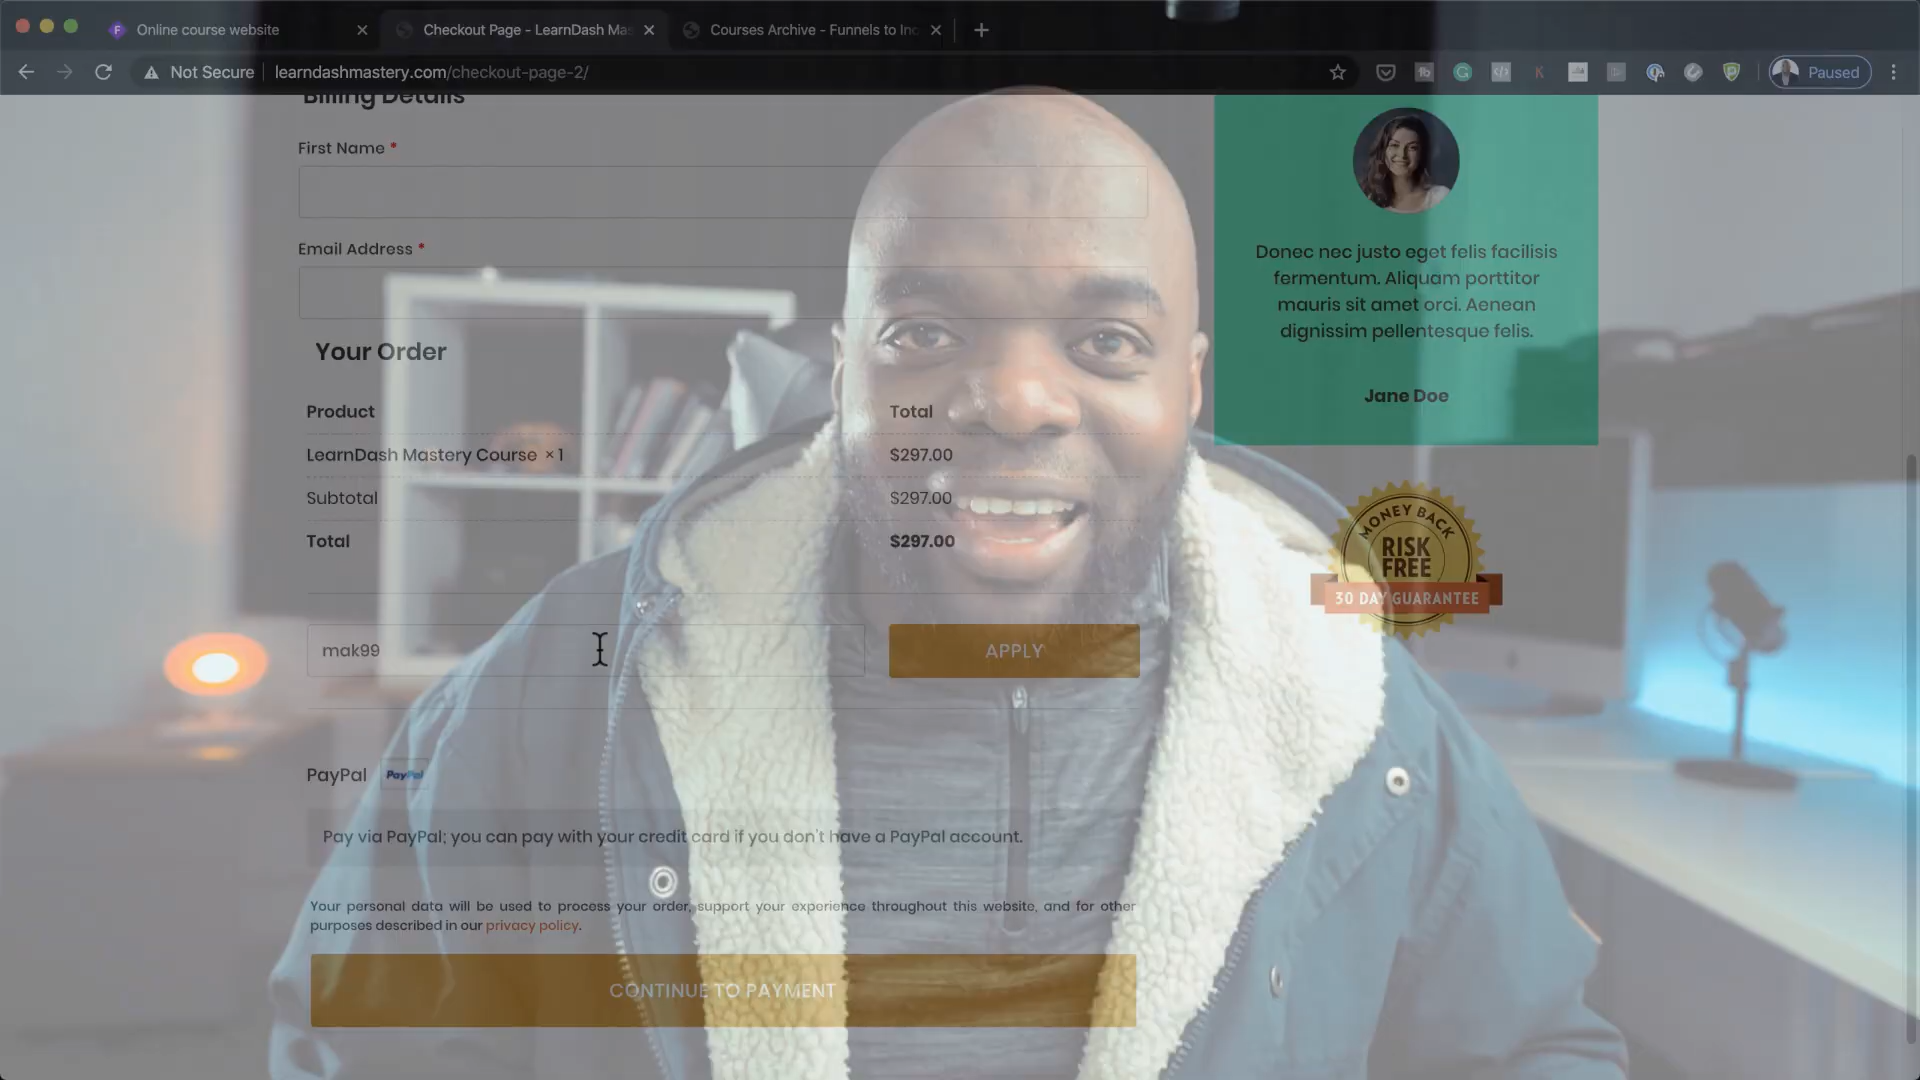 Online course website
Checkout Page - LearnDash Mas
Courses Archive - Funnels to Inc
Not Secure
learndashmastery.com/checkout-page-2/
Paused
Billing Details
First Name *
Email Address *
Your Order
Product Total
LearnDash Mastery Course × 1 $297.00
Subtotal $297.00
Total $297.00
mak99
APPLY
PayPal PayPal
Pay via PayPal; you can pay with your credit card if you don't have a PayPal account.
Your personal data will be used to process your order, support your experience throughout this website, and for other
purposes described in our privacy policy.
CONTINUE TO PAYMENT
Donec nec justo eget felis facilisis
fermentum. Aliquam porttitor
mauris sit amet orci. Aenean
dignissim pellentesque felis.
Jane Doe
MONEY BACK
RISK
FREE
30 DAY GUARANTEE